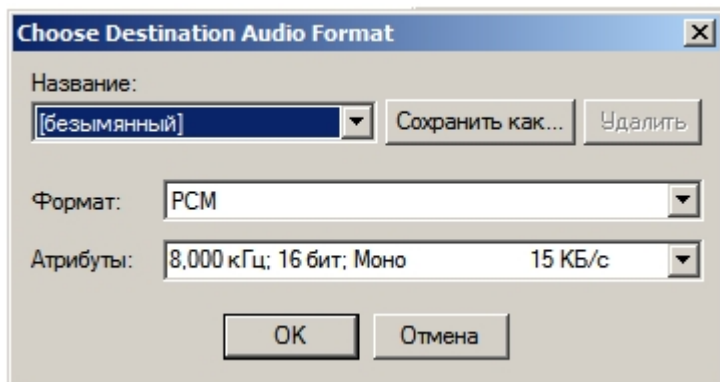 Choose Destination Audio Format
Название:
[безымянный] Сохранить как... Удалить
Формат: PCM
Атрибуты: 8,000 кГц; 16 бит; Моно 15 КБ/с
OK Отмена